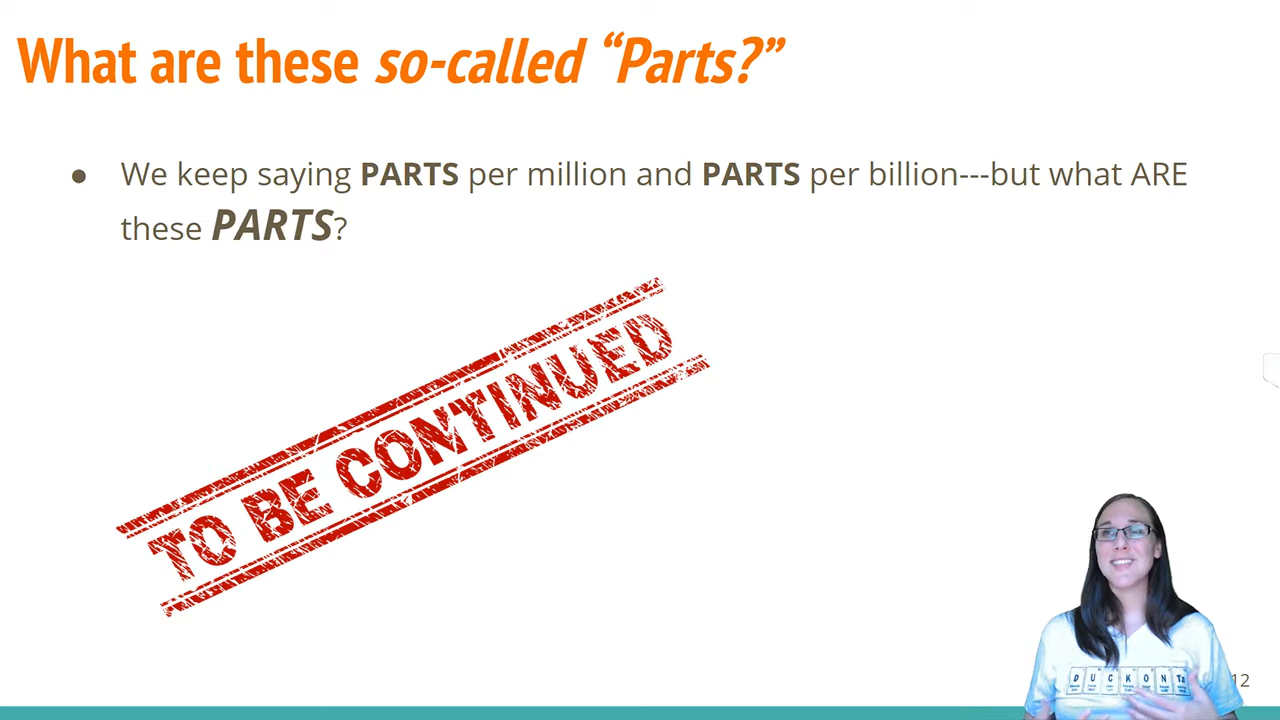 What are these so-called “Parts?”
● We keep saying PARTS per million and PARTS per billion---but what ARE
these PARTS?
TO BE CONTINUED
D U C K O N Ts
12